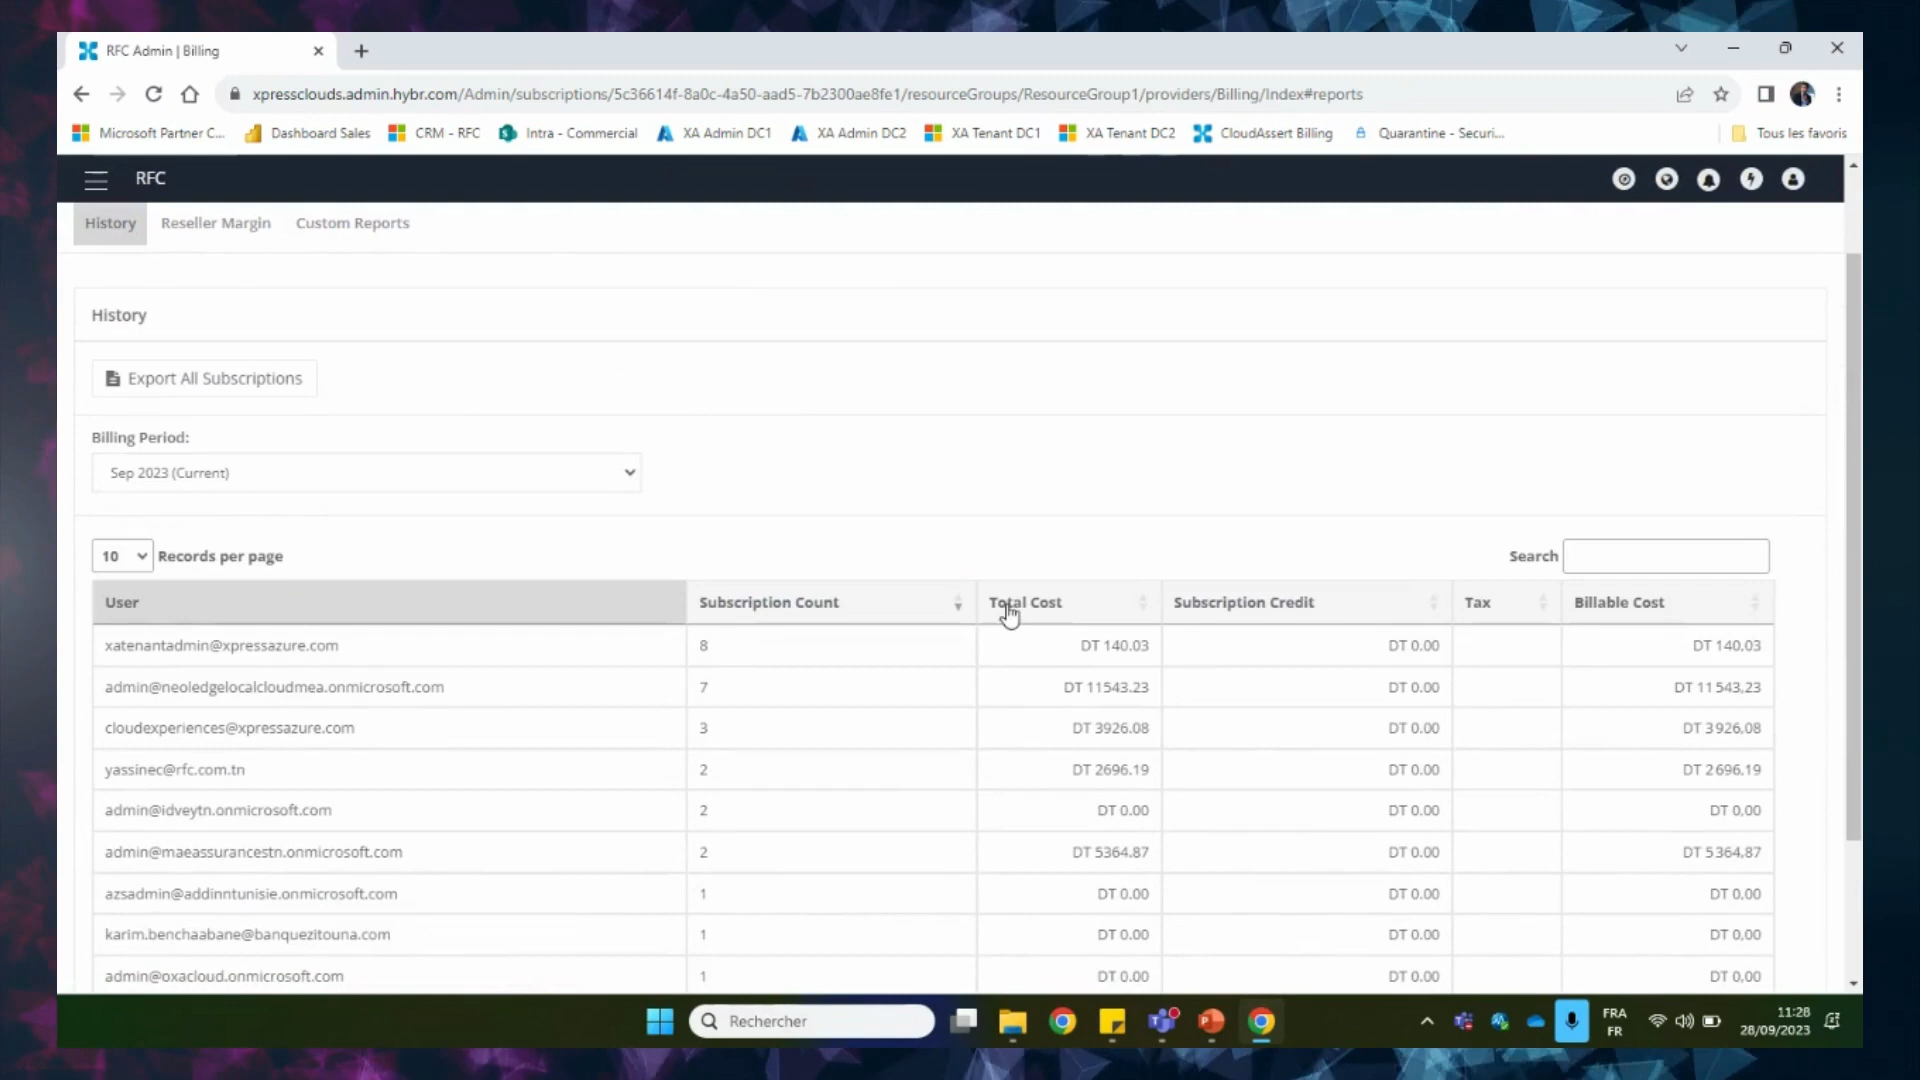 RFC Admin | Billing
xpressclouds.admin.hybr.com/Admin/subscriptions/5c36614f-8a0c-4a50-aad5-7b2300ae8fe1/resourceGroups/ResourceGroup1/providers/Billing/Index#reports
Microsoft Partner C... Dashboard Sales CRM - RFC Intra - Commercial XA Admin DC1 XA Admin DC2 XA Tenant DC1 XA Tenant DC2 CloudAssert Billing Quarantine - Securi... Tous les favoris
RFC
History Reseller Margin Custom Reports
History
Export All Subscriptions
Billing Period:
Sep 2023 (Current)
10 Records per page Search
User Subscription Count Total Cost Subscription Credit Tax Billable Cost
xatenantadmin@xpressazure.com 8 DT 140.03 DT 0.00 DT 140,03
admin@neoledgelocalcloudmea.onmicrosoft.com 7 DT 11543.23 DT 0.00 DT 11 543,23
cloudexperiences@xpressazure.com 3 DT 3926.08 DT 0.00 DT 3 926,08
yassinec@rfc.com.tn 2 DT 2696.19 DT 0.00 DT 2 696,19
admin@idveytn.onmicrosoft.com 2 DT 0.00 DT 0.00 DT 0,00
admin@maeassurancestn.onmicrosoft.com 2 DT 5364.87 DT 0.00 DT 5 364,87
azsadmin@addinntunisie.onmicrosoft.com 1 DT 0.00 DT 0.00 DT 0,00
karim.benchaabane@banquezitouna.com 1 DT 0.00 DT 0.00 DT 0,00
admin@oxacloud.onmicrosoft.com 1 DT 0.00 DT 0.00 DT 0,00
Rechercher FRA 11:28
FR 28/09/2023